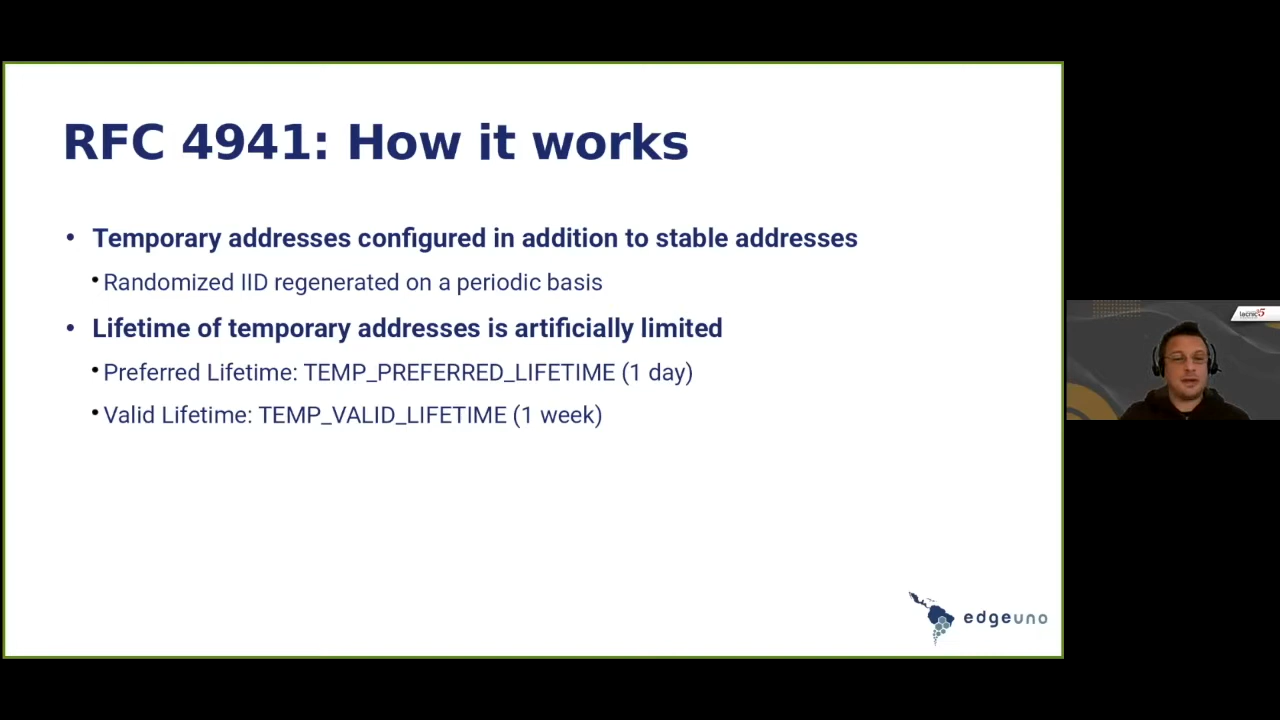 RFC 4941: How it works
• Temporary addresses configured in addition to stable addresses
• Randomized IID regenerated on a periodic basis
• Lifetime of temporary addresses is artificially limited
• Preferred Lifetime: TEMP_PREFERRED_LIFETIME (1 day)
• Valid Lifetime: TEMP_VALID_LIFETIME (1 week)
lacnic
edgeuno